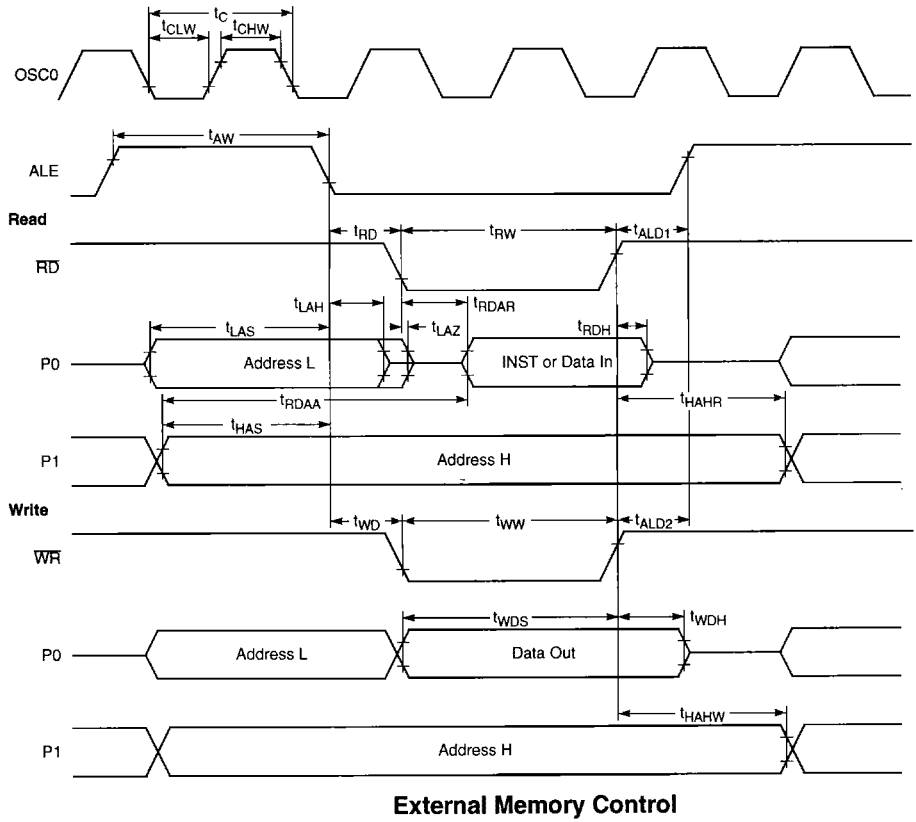 tC
tCLW
tCHW
OSC0
tAW
ALE
Read
tRD
tRW
tALD1
RD
tLAH
tRDAR
tLAS
tLAZ
tRDH
P0
Address L
INST or Data In
tRDAA
tHAHR
tHAS
P1
Address H
Write
tWD
tWW
tALD2
WR
tWDS
tWDH
P0
Address L
Data Out
tHAHW
P1
Address H
External Memory Control